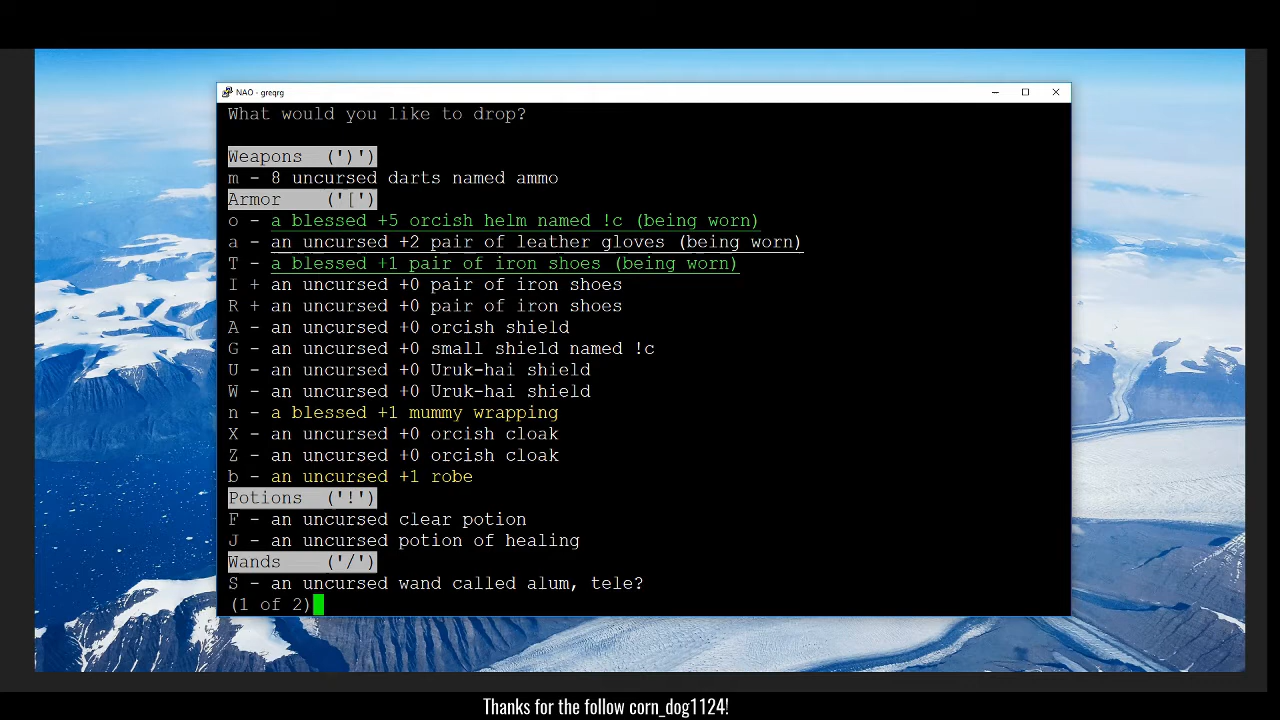 NAO - greqrg
What would you like to drop?
Weapons (')')
m - 8 uncursed darts named ammo
Armor ('[')
o - a blessed +5 orcish helm named !c (being worn)
a - an uncursed +2 pair of leather gloves (being worn)
T - a blessed +1 pair of iron shoes (being worn)
I + an uncursed +0 pair of iron shoes
R + an uncursed +0 pair of iron shoes
A - an uncursed +0 orcish shield
G - an uncursed +0 small shield named !c
U - an uncursed +0 Uruk-hai shield
W - an uncursed +0 Uruk-hai shield
n - a blessed +1 mummy wrapping
X - an uncursed +0 orcish cloak
Z - an uncursed +0 orcish cloak
b - an uncursed +1 robe
Potions ('!')
F - an uncursed clear potion
J - an uncursed potion of healing
Wands ('/')
S - an uncursed wand called alum, tele?
(1 of 2)
Thanks for the follow corn_dog1124!